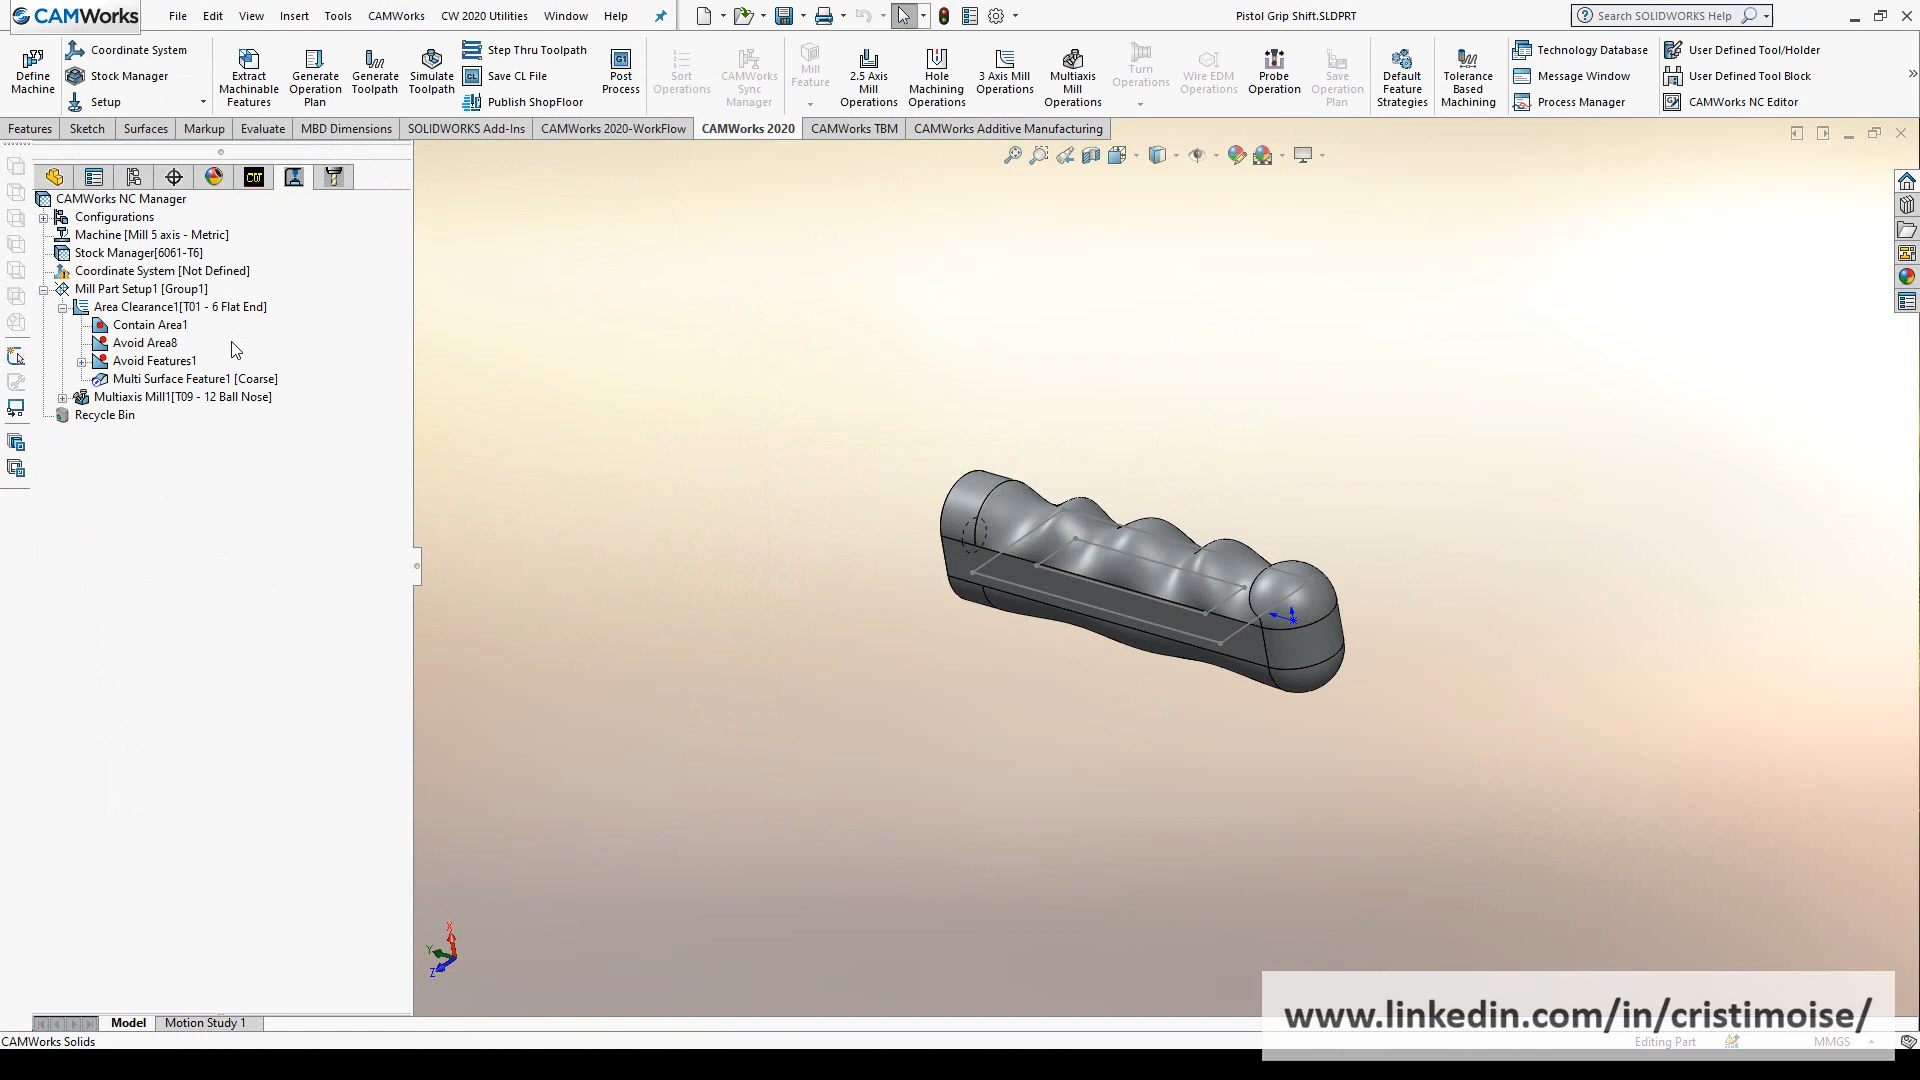 CAMWorks File Edit View Insert Tools CAMWorks CW 2020 Utilities Window Help Pistol Grip Shift.SLDPRT Search SOLIDWORKS Help
Define Machine
Coordinate System
Stock Manager
Setup
Extract Machinable Features
Generate Operation Plan
Generate Toolpath
Simulate Toolpath
Step Thru Toolpath
Save CL File
Publish ShopFloor
Post Process
Sort Operations
CAMWorks Sync Manager
Mill Feature
2.5 Axis Mill Operations
Hole Machining Operations
3 Axis Mill Operations
Multiaxis Mill Operations
Turn Operations
Wire EDM Operations
Probe Operation
Save Operation Plan
Default Feature Strategies
Tolerance Based Machining
Technology Database
Message Window
Process Manager
User Defined Tool/Holder
User Defined Tool Block
CAMWorks NC Editor
Features Sketch Surfaces Markup Evaluate MBD Dimensions SOLIDWORKS Add-Ins CAMWorks 2020-WorkFlow CAMWorks 2020 CAMWorks TBM CAMWorks Additive Manufacturing
CAMWorks NC Manager
Configurations
Machine [Mill 5 axis - Metric]
Stock Manager[6061-T6]
Coordinate System [Not Defined]
Mill Part Setup1 [Group1]
Area Clearance1[T01 - 6 Flat End]
Contain Area1
Avoid Area8
Avoid Features1
Multi Surface Feature1 [Coarse]
Multiaxis Mill1[T09 - 12 Ball Nose]
Recycle Bin
X
Y
Z
www.linkedin.com/in/cristimoise/
Model Motion Study 1
CAMWorks Solids Editing Part MMGS